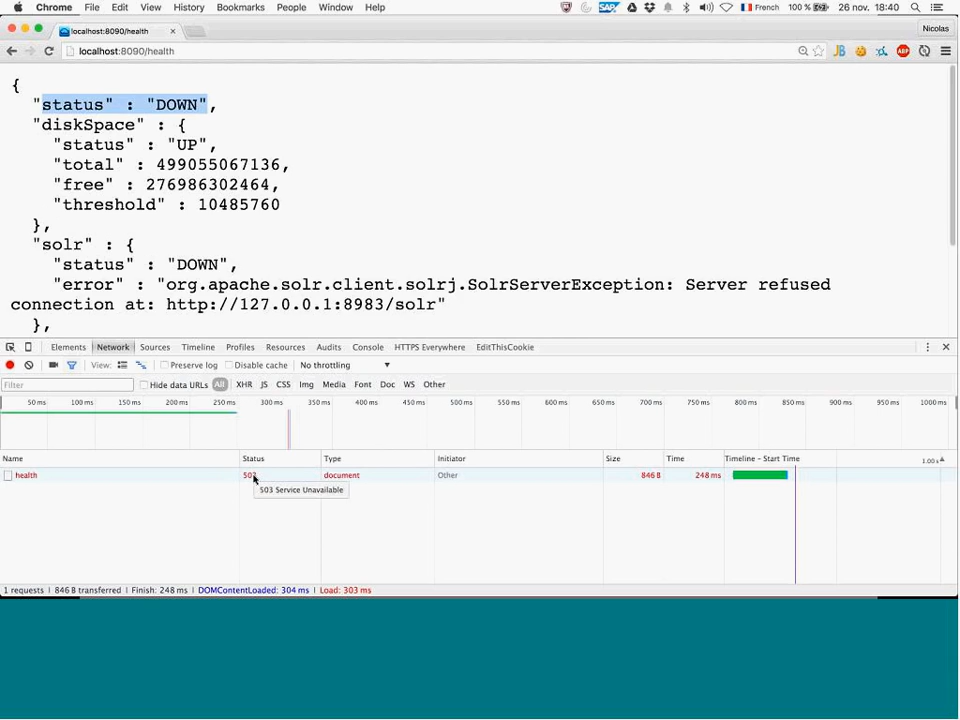 Chrome File Edit View History Bookmarks People Window Help SAP French 100 % 26 nov. 18:40
localhost:8090/health Nicolas
localhost:8090/health JB ABP
{
"status" : "DOWN",
"diskSpace" : {
"status" : "UP",
"total" : 499055067136,
"free" : 276986302464,
"threshold" : 10485760
},
"solr" : {
"status" : "DOWN",
"error" : "org.apache.solr.client.solrj.SolrServerException: Server refused
connection at: http://127.0.0.1:8983/solr"
},
Elements Network Sources Timeline Profiles Resources Audits Console HTTPS Everywhere EditThisCookie
View: Preserve log Disable cache No throttling
Filter Hide data URLs All XHR JS CSS Img Media Font Doc WS Other
50 ms 100 ms 150 ms 200 ms 250 ms 300 ms 350 ms 400 ms 450 ms 500 ms 550 ms 600 ms 650 ms 700 ms 750 ms 800 ms 850 ms 900 ms 950 ms 1000 ms
Name Status Type Initiator Size Time Timeline – Start Time 1.00 s
health 503 document Other 846 B 248 ms
503 Service Unavailable
1 requests | 846 B transferred | Finish: 248 ms | DOMContentLoaded: 304 ms | Load: 303 ms